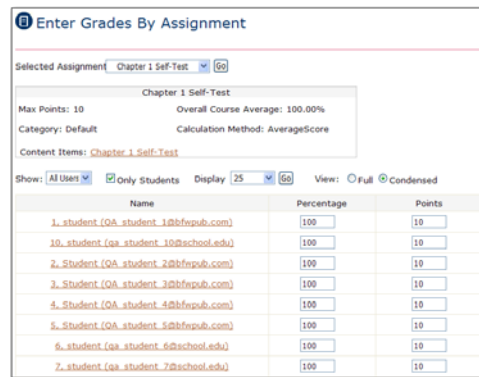 Enter Grades By Assignment
Selected Assignment Chapter 1 Self-Test Go
Chapter 1 Self-Test
Max Points: 10 Overall Course Average: 100.00%
Category: Default Calculation Method: AverageScore
Content Items: Chapter 1 Self-Test
Show: All Users Only Students Display 25 Go View: Full Condensed
Name Percentage Points
1, student (QA_student_1@bfwpub.com) 100 10
10, student (qa_student_10@school.edu) 100 10
2, Student (QA_student_2@bfwpub.com) 100 10
3, Student (QA_student_3@bfwpub.com) 100 10
4, Student (QA_student_4@bfwpub.com) 100 10
5, Student (QA_student_5@bfwpub.com) 100 10
6, student (qa_student_6@school.edu) 100 10
7, student (qa_student_7@school.edu) 100 10